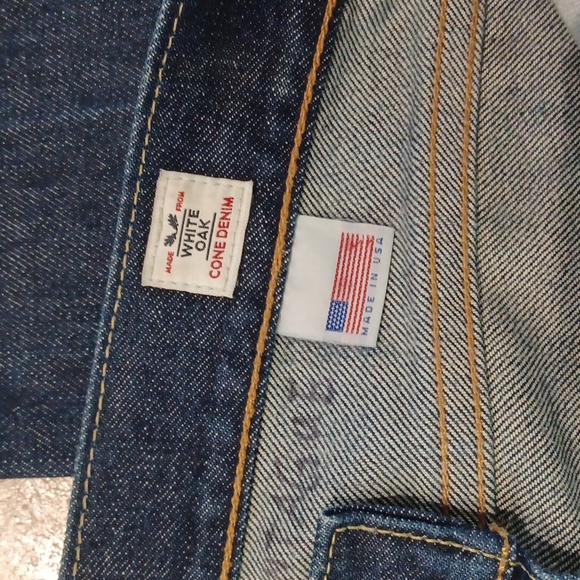 MADE FROM
WHITE
OAK
CONE DENIM
MADE IN USA